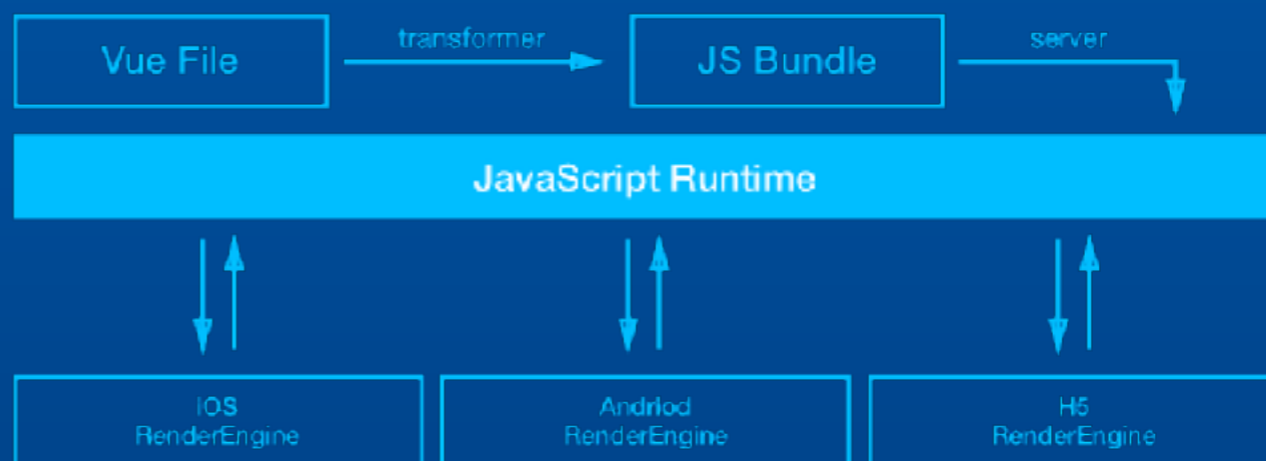 Vue File
transformer
JS Bundle
server
JavaScript Runtime
iOS
RenderEngine
Andriod
RenderEngine
H5
RenderEngine